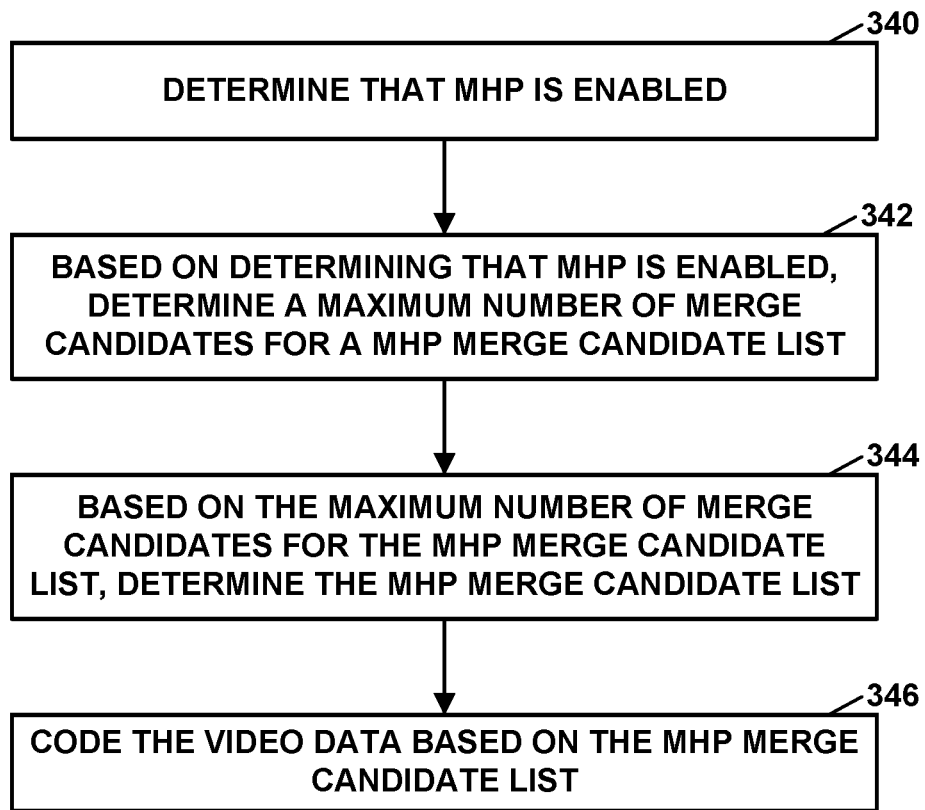 340
DETERMINE THAT MHP IS ENABLED
342
BASED ON DETERMINING THAT MHP IS ENABLED,
DETERMINE A MAXIMUM NUMBER OF MERGE
CANDIDATES FOR A MHP MERGE CANDIDATE LIST
344
BASED ON THE MAXIMUM NUMBER OF MERGE
CANDIDATES FOR THE MHP MERGE CANDIDATE
LIST, DETERMINE THE MHP MERGE CANDIDATE LIST
346
CODE THE VIDEO DATA BASED ON THE MHP MERGE
CANDIDATE LIST